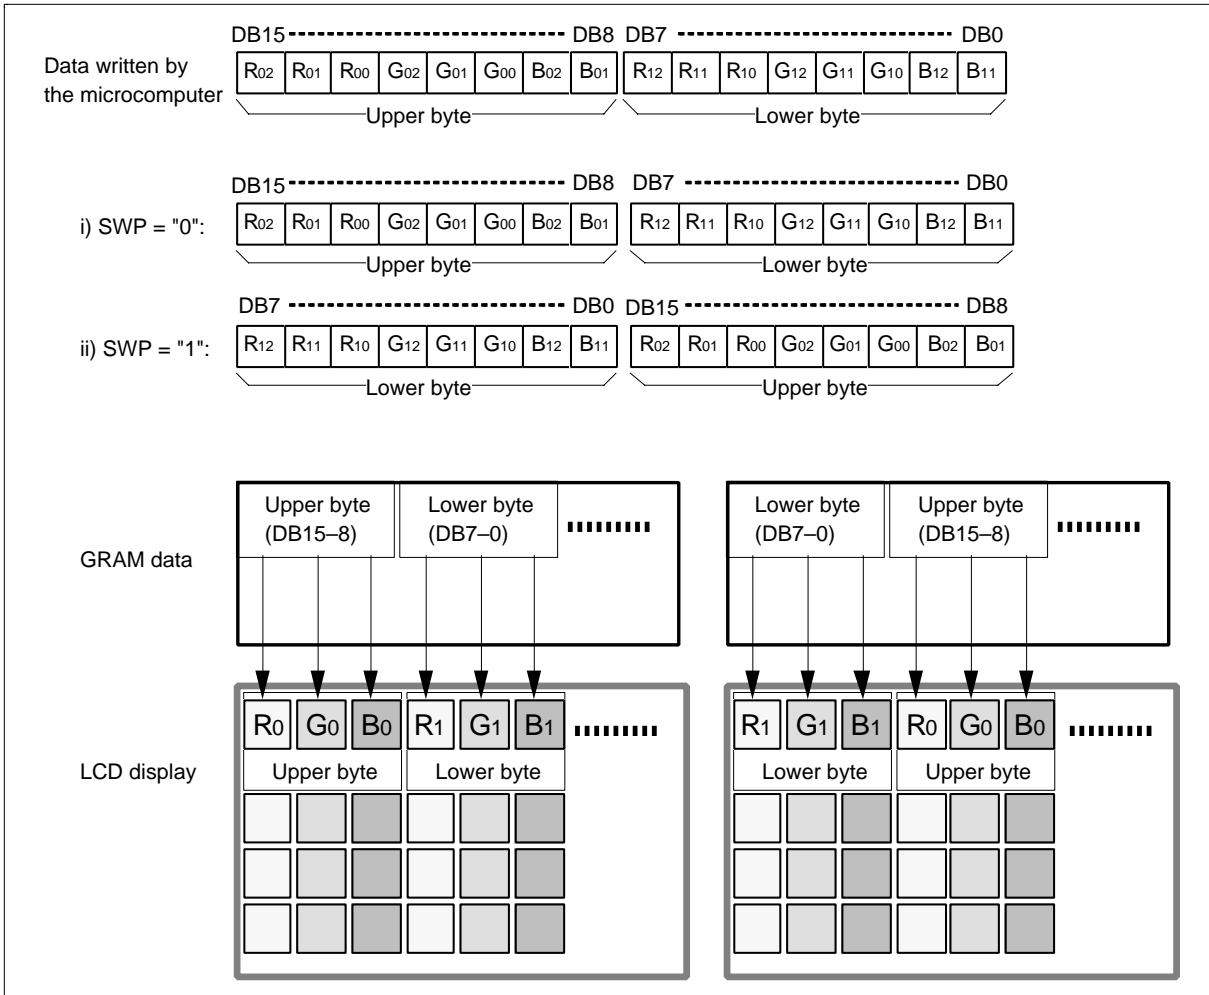 DB15 DB8 DB7 DB0
Data written by
the microcomputer
R02 R01 R00 G02 G01 G00 B02 B01 R12 R11 R10 G12 G11 G10 B12 B11
Upper byte Lower byte
DB15 DB8 DB7 DB0
i) SWP = "0":
R02 R01 R00 G02 G01 G00 B02 B01 R12 R11 R10 G12 G11 G10 B12 B11
Upper byte Lower byte
DB7 DB0 DB15 DB8
ii) SWP = "1":
R12 R11 R10 G12 G11 G10 B12 B11 R02 R01 R00 G02 G01 G00 B02 B01
Lower byte Upper byte
Upper byte
(DB15–8)
Lower byte
(DB7–0)
Lower byte
(DB7–0)
Upper byte
(DB15–8)
GRAM data
R0 G0 B0 R1 G1 B1
R1 G1 B1 R0 G0 B0
LCD display
Upper byte Lower byte
Lower byte Upper byte